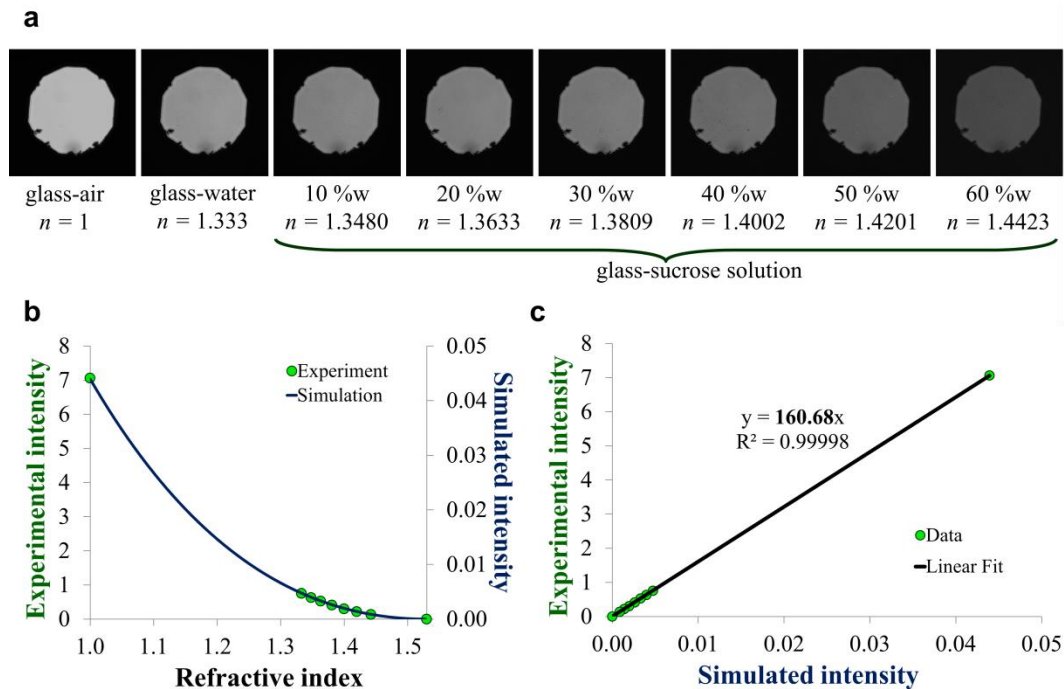 a
glass-air
n = 1
glass-water
n = 1.333
10 %w
n = 1.3480
20 %w
n = 1.3633
30 %w
n = 1.3809
40 %w
n = 1.4002
50 %w
n = 1.4201
60 %w
n = 1.4423
glass-sucrose solution
b
Experimental intensity
8
7
6
5
4
3
2
1
0
Experiment
Simulation
0.05
0.04
0.03
0.02
0.01
0.00
Simulated intensity
1.0 1.1 1.2 1.3 1.4 1.5
Refractive index
c
Experimental intensity
8
7
6
5
4
3
2
1
0
y = 160.68x
R² = 0.99998
Data
Linear Fit
0.00 0.01 0.02 0.03 0.04 0.05
Simulated intensity